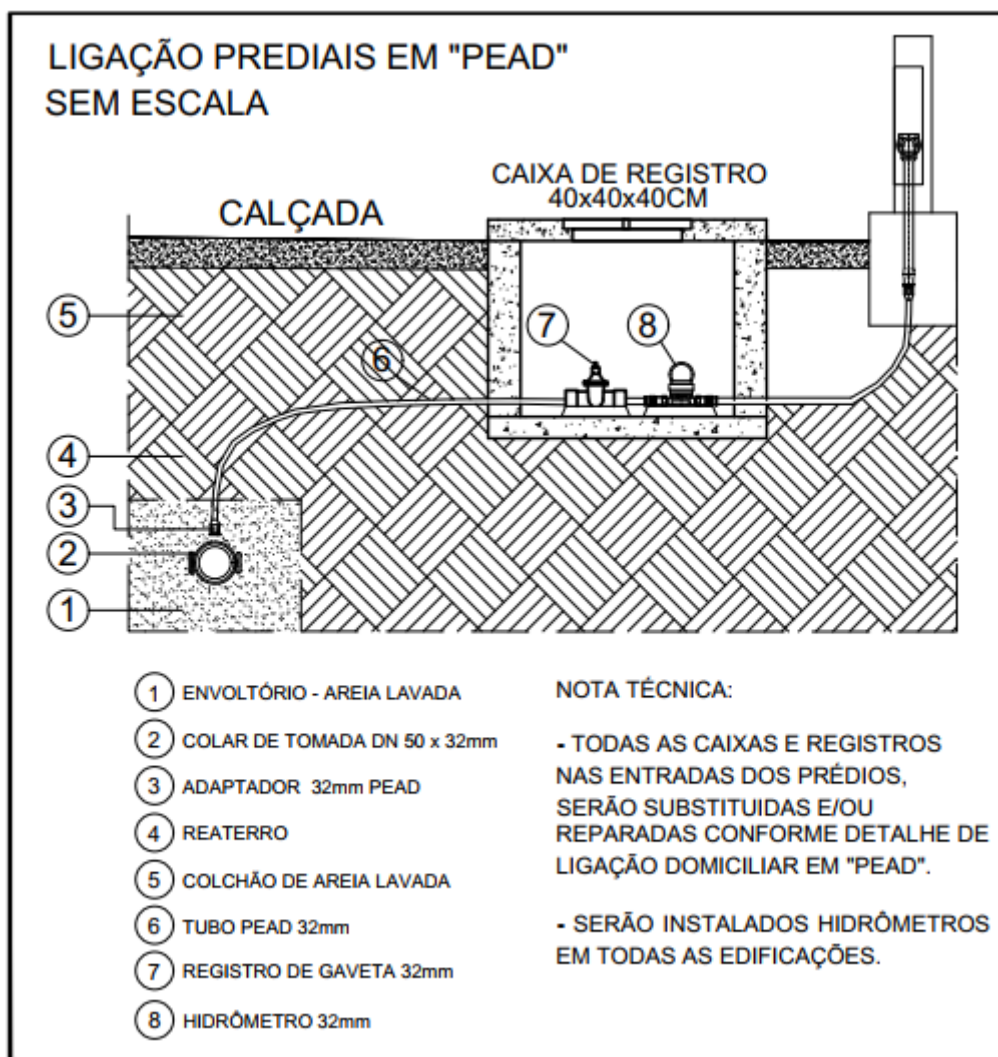 LIGAÇÃO PREDIAIS EM "PEAD"
SEM ESCALA
CAIXA DE REGISTRO
40x40x40CM
CALÇADA
5
6
7
8
4
3
2
1
1 ENVOLTÓRIO - AREIA LAVADA
2 COLAR DE TOMADA DN 50 x 32mm
3 ADAPTADOR 32mm PEAD
4 REATERRO
5 COLCHÃO DE AREIA LAVADA
6 TUBO PEAD 32mm
7 REGISTRO DE GAVETA 32mm
8 HIDRÔMETRO 32mm
NOTA TÉCNICA:
- TODAS AS CAIXAS E REGISTROS
NAS ENTRADAS DOS PRÉDIOS,
SERÃO SUBSTITUIDAS E/OU
REPARADAS CONFORME DETALHE DE
LIGAÇÃO DOMICILIAR EM "PEAD".
- SERÃO INSTALADOS HIDRÔMETROS
EM TODAS AS EDIFICAÇÕES.